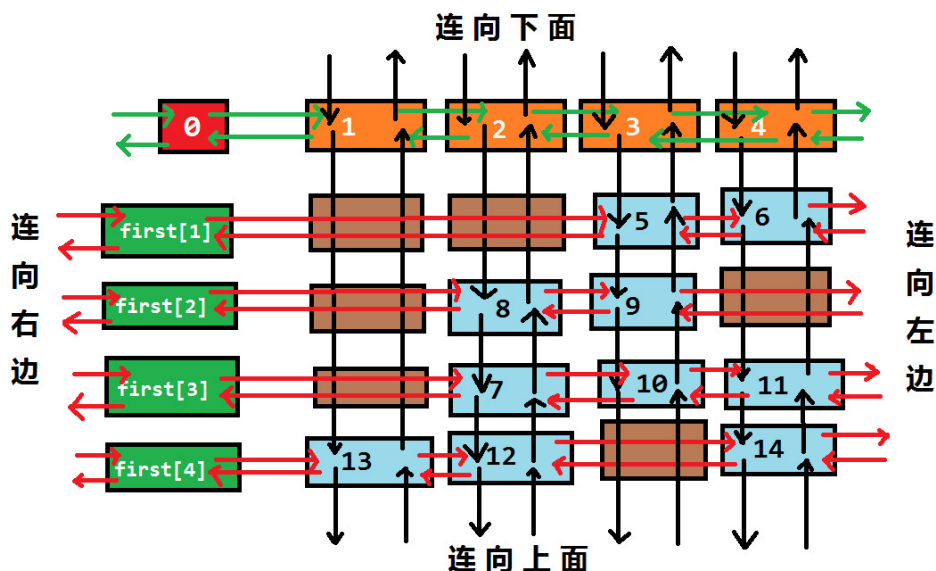 连向下面
0 1 2 3 4
first[1] 5 6
first[2] 8 9
first[3] 7 10 11
first[4] 13 12 14
连向右边
连向左边
连向上面